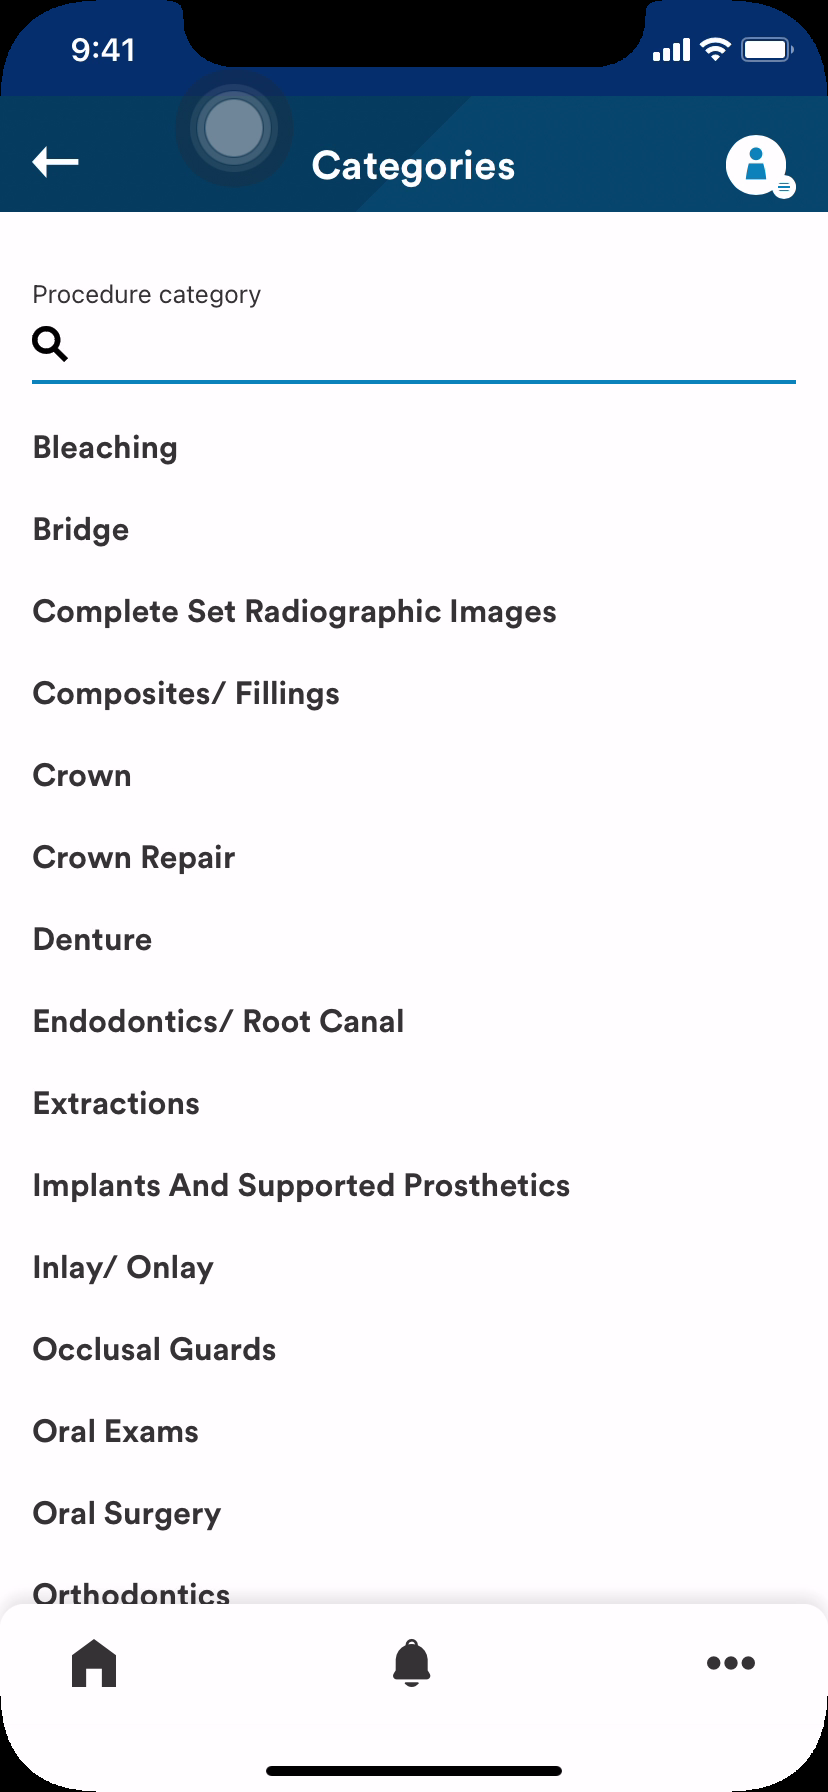 9:41
Categories
Procedure category
Bleaching
Bridge
Complete Set Radiographic Images
Composites/ Fillings
Crown
Crown Repair
Denture
Endodontics/ Root Canal
Extractions
Implants And Supported Prosthetics
Inlay/ Onlay
Occlusal Guards
Oral Exams
Oral Surgery
Orthodontics